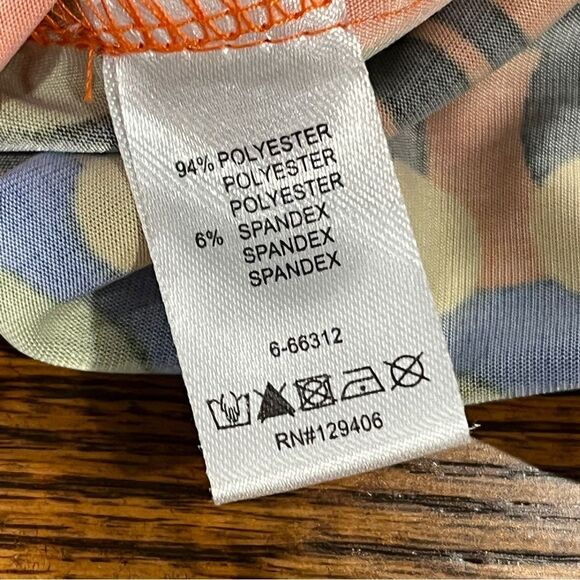 94% POLYESTER
POLYESTER
POLYESTER
6% SPANDEX
SPANDEX
SPANDEX
6-66312
RN#129406